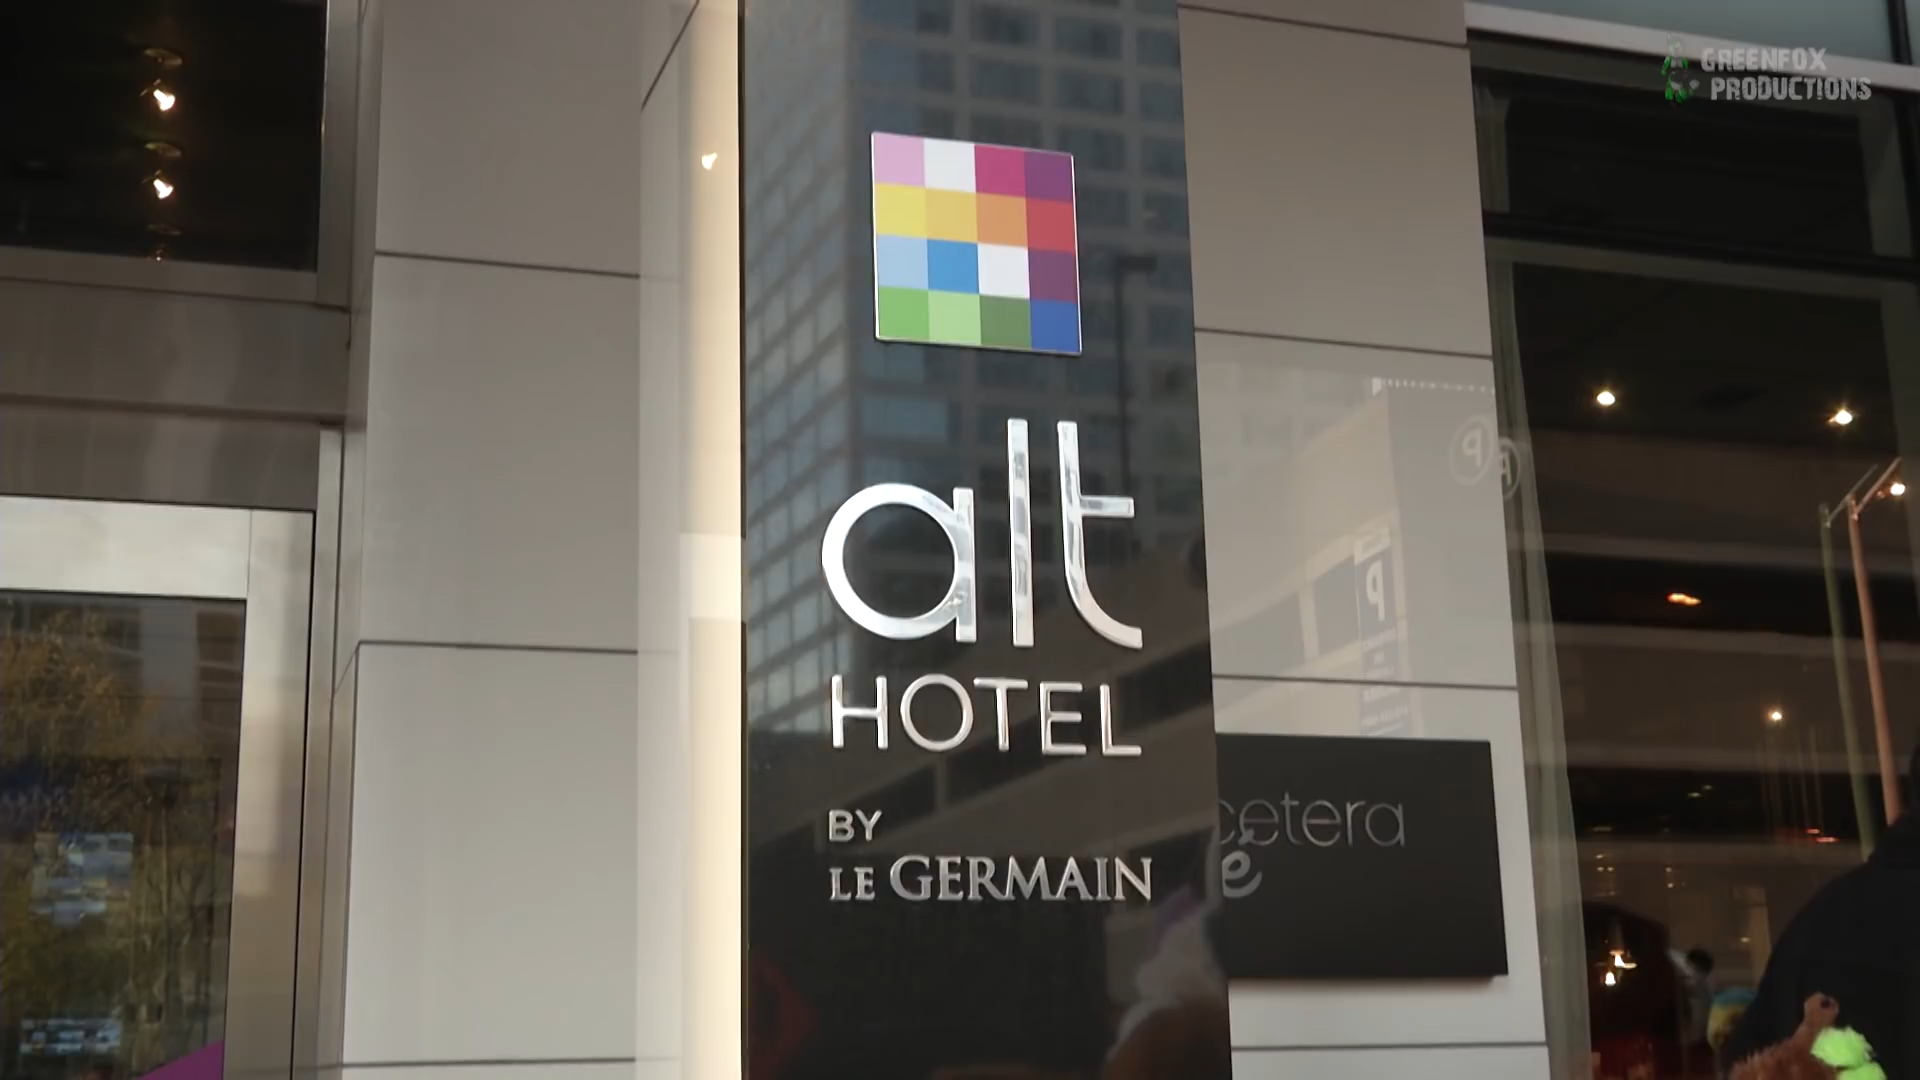 GREENFOX
PRODUCTIONS
alt
HOTEL
BY
LE GERMAIN
cetera
é
P
P